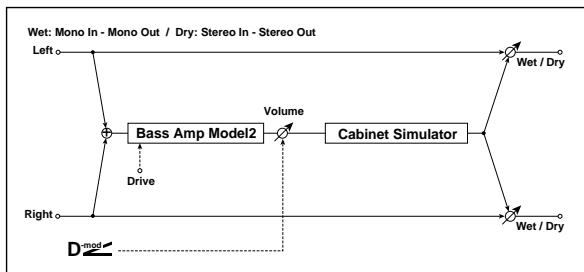 Wet: Mono In - Mono Out / Dry: Stereo In - Stereo Out
Left
Wet / Dry
Volume
Bass Amp Model2
Cabinet Simulator
Drive
Right
Wet / Dry
D-mod